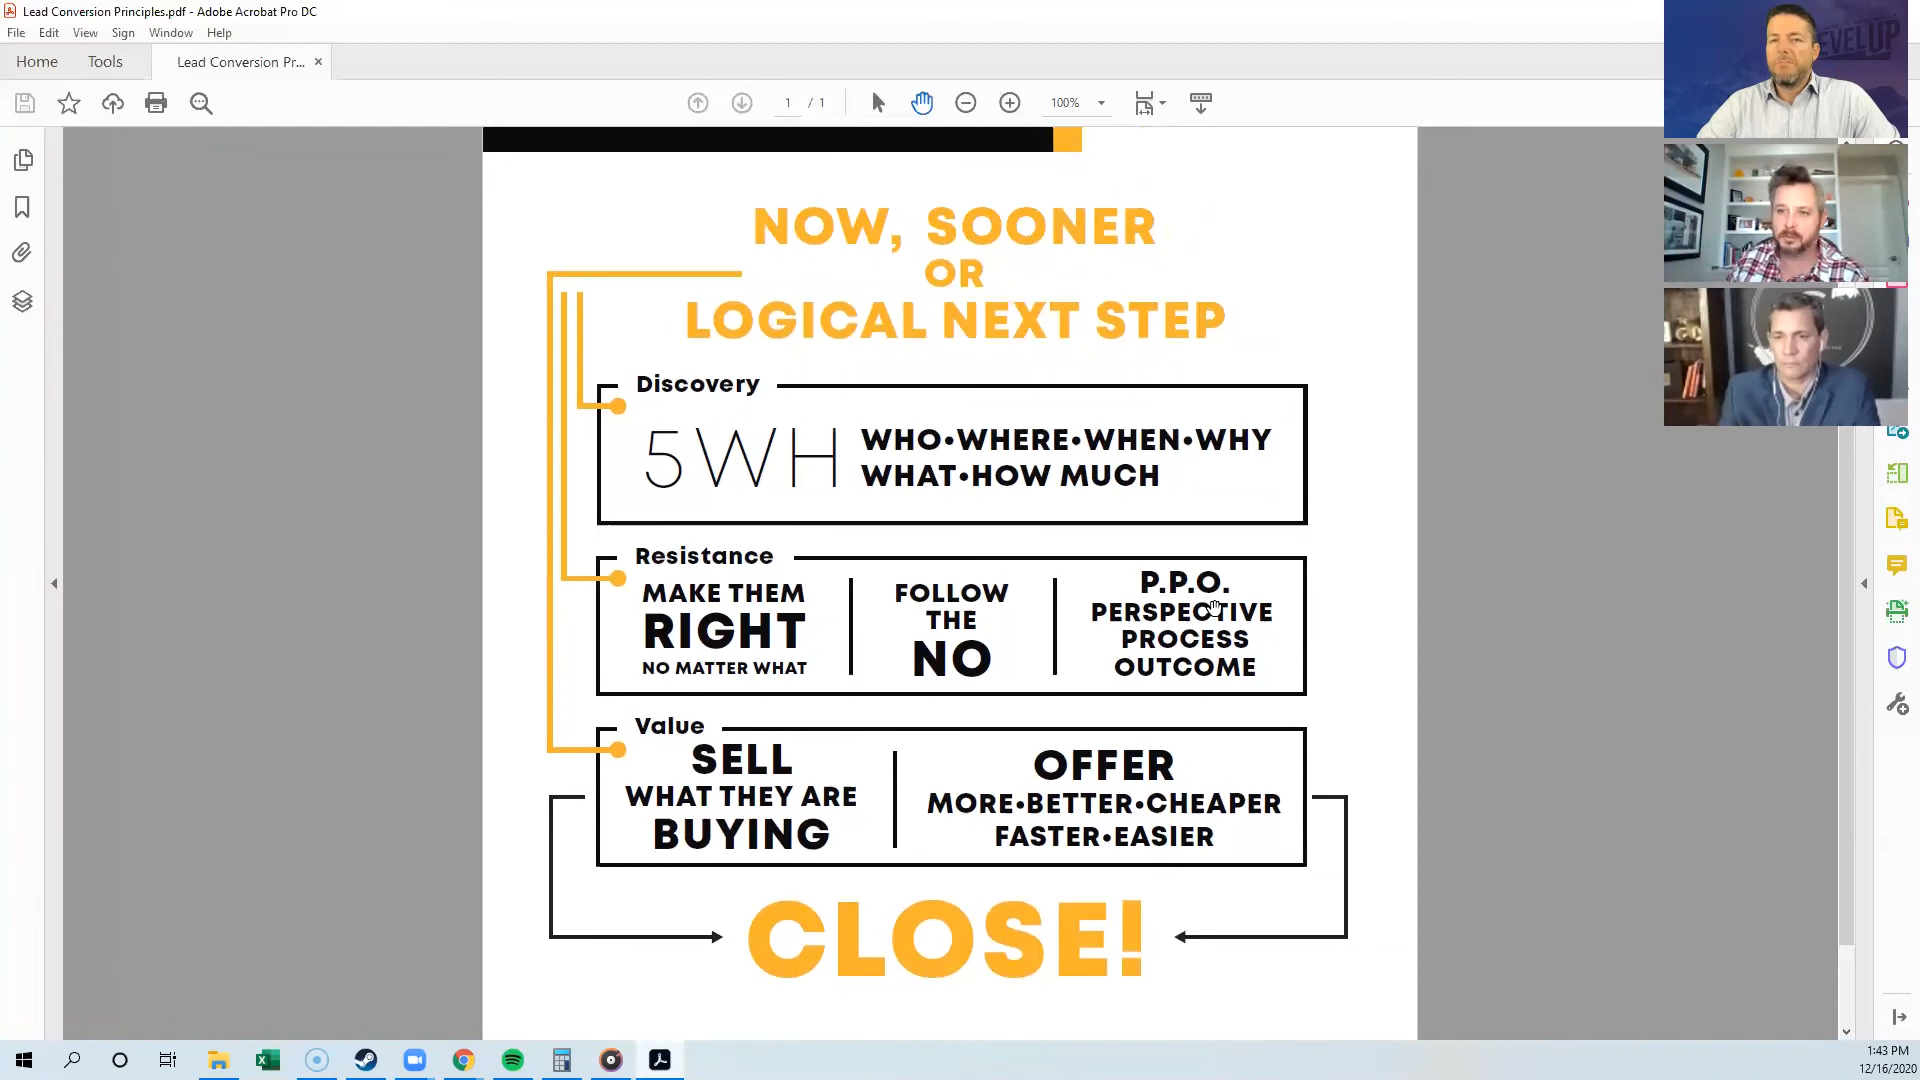 Lead Conversion Principles.pdf - Adobe Acrobat Pro DC
File Edit View Sign Window Help
Home Tools Lead Conversion Pr... ×
1 / 1 100%
EVEL UP
NOW, SOONER
OR
LOGICAL NEXT STEP
Discovery
5WH
WHO•WHERE•WHEN•WHY
WHAT•HOW MUCH
Resistance
MAKE THEM
RIGHT
NO MATTER WHAT
FOLLOW
THE
NO
P.P.O.
PERSPECTIVE
PROCESS
OUTCOME
Value
SELL
WHAT THEY ARE
BUYING
OFFER
MORE•BETTER•CHEAPER
FASTER•EASIER
CLOSE!
1:43 PM
12/16/2020